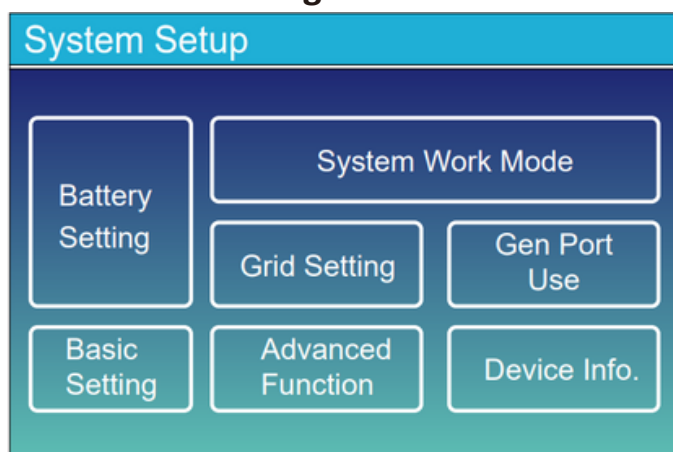 System Setup
System Work Mode
Battery
Setting
Grid Setting
Gen Port
Use
Basic
Setting
Advanced
Function
Device Info.